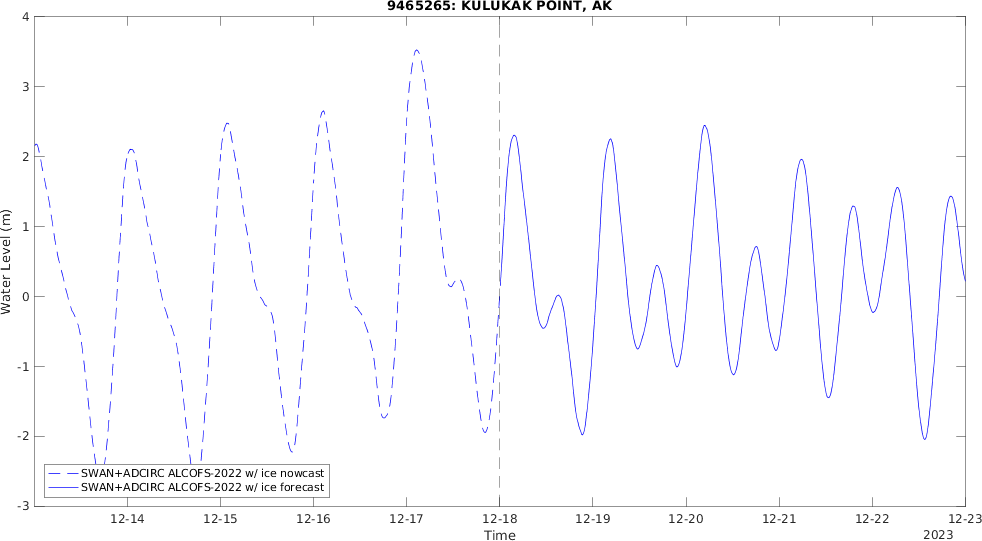 9465265: KULUKAK POINT, AK
Water Level (m)
4
3
2
1
0
-1
-2
-3
SWAN+ADCIRC ALCOFS-2022 w/ ice nowcast
SWAN+ADCIRC ALCOFS-2022 w/ ice forecast
12-14 12-15 12-16 12-17 12-18 12-19 12-20 12-21 12-22 12-23
Time
2023